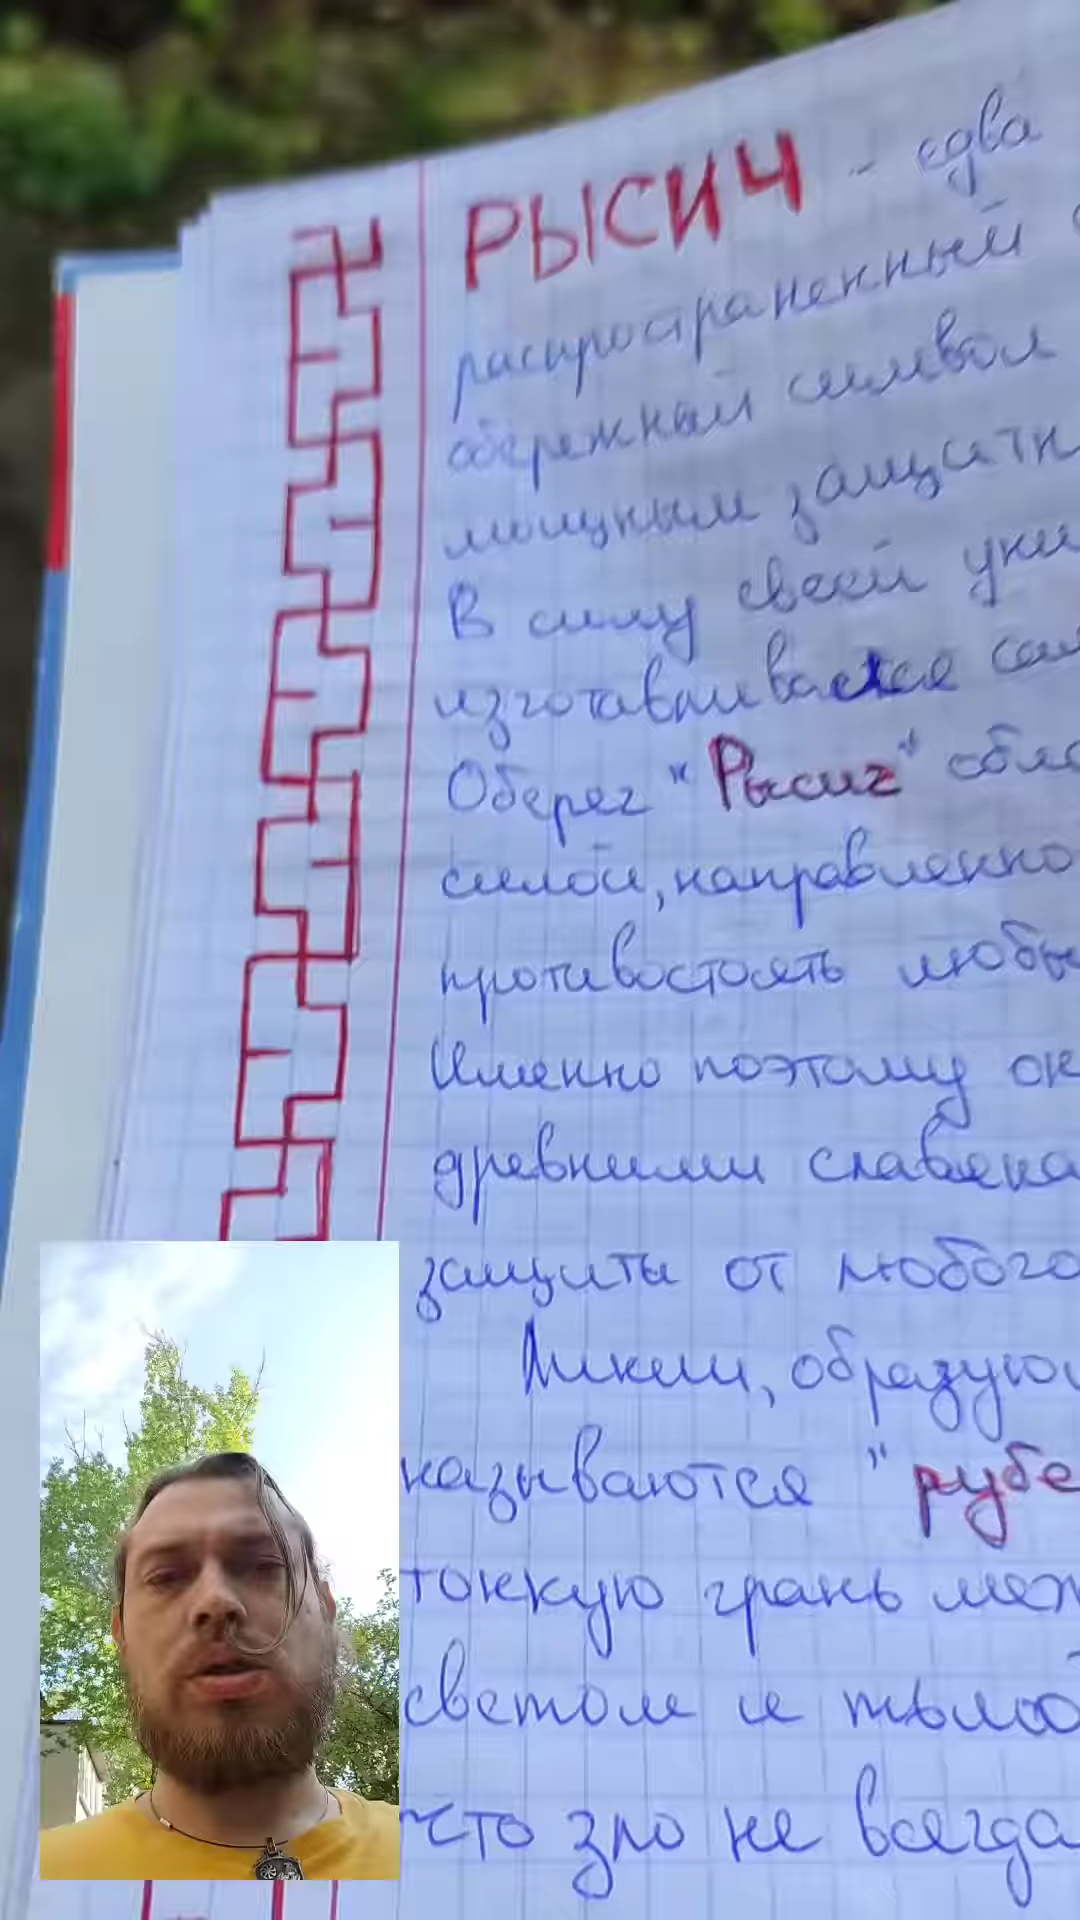 РЫСИЧ - едва
распространенный
обережный символ
мощным защитн
В силу своей уни
изготавливается сам
Оберег "Рысич" обла
силой, направленно
противостоять любы
Именно поэтому он
древними славяна
защиты от любого
Линии, образую
называются "рубе
тонкую грань меж
светом и тьмой
что зло не всегда